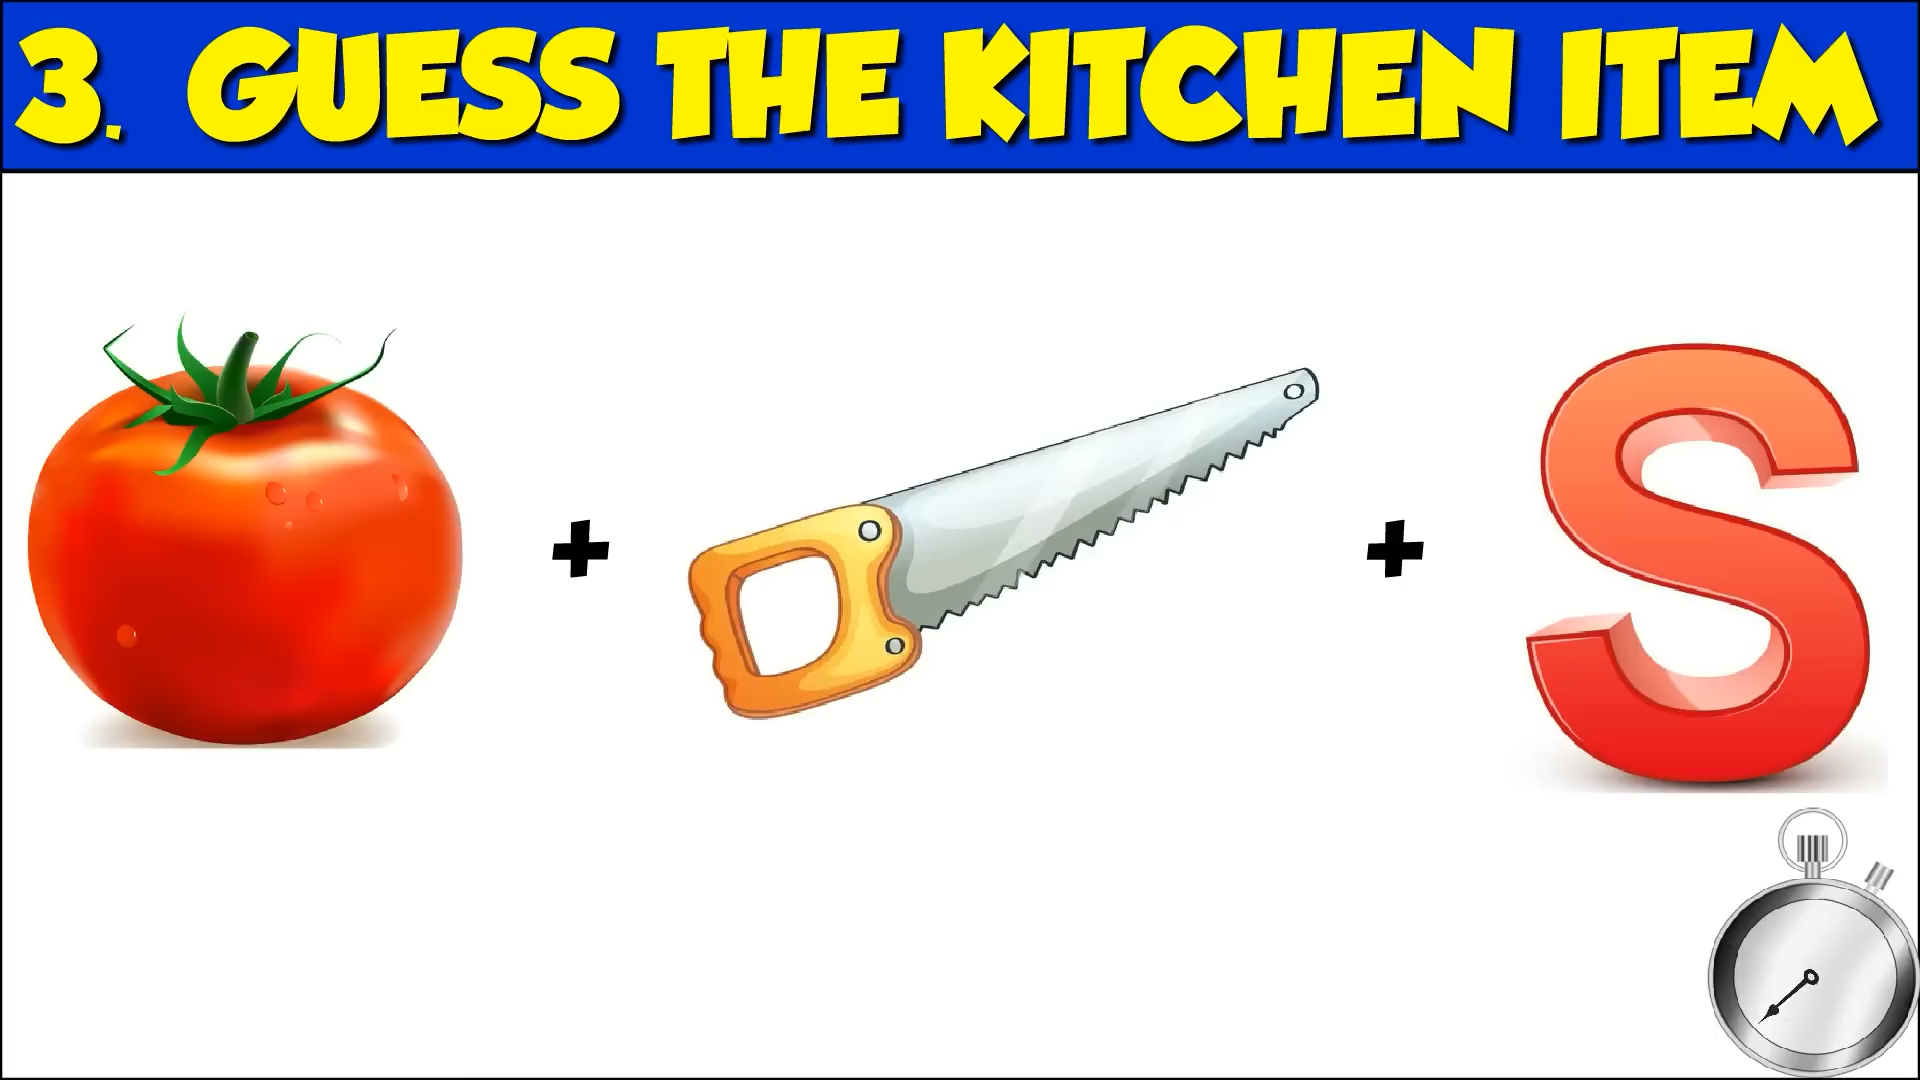 3. GUESS THE KITCHEN ITEM
+ + S